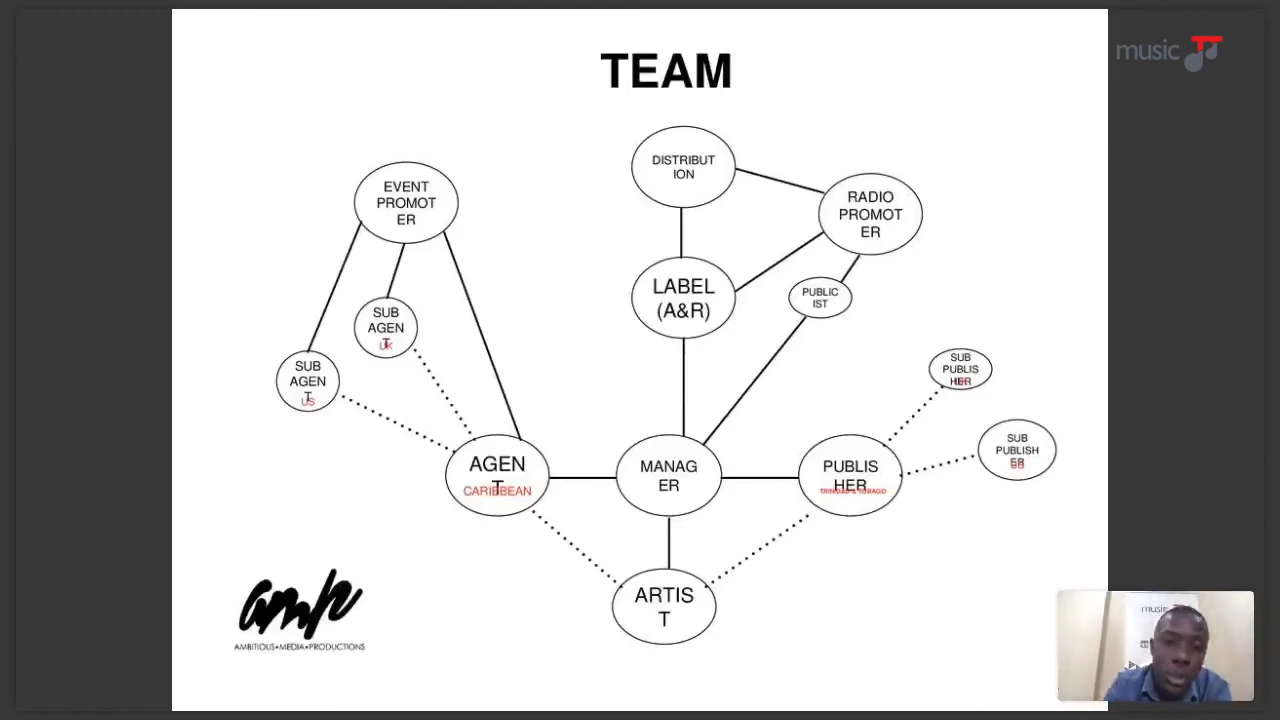 music TT
TEAM
DISTRIBUT
ION
EVENT
PROMOT
ER
RADIO
PROMOT
ER
LABEL
(A&R)
PUBLIC
IST
SUB
AGEN
T
UK
SUB
AGEN
T
US
SUB
PUBLIS
HER
SUB
PUBLISH
ER
AGEN
T
CARIBBEAN
MANAG
ER
PUBLIS
HER
TRINIDAD & TOBAGO
ARTIS
T
amp
AMBITIOUS•MEDIA•PRODUCTIONS
music